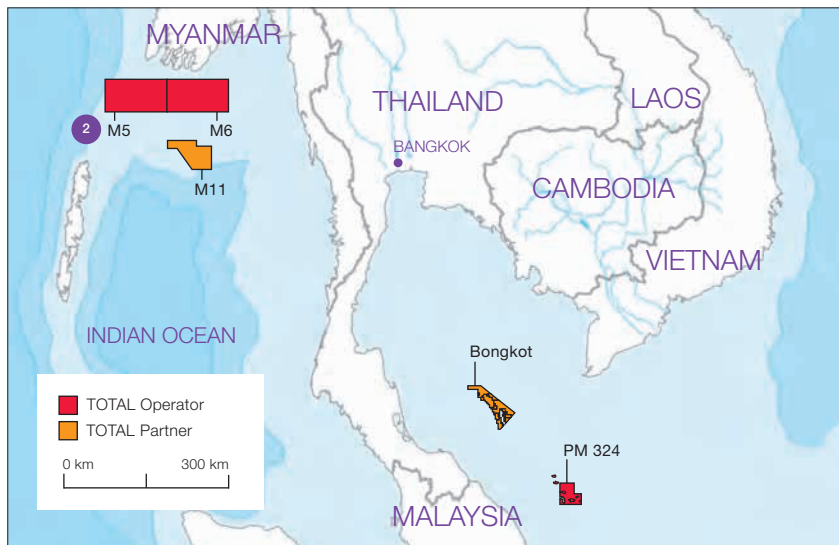 MYANMAR
THAILAND
LAOS
2
M5
M6
BANGKOK
M11
CAMBODIA
VIETNAM
INDIAN OCEAN
Bongkot
TOTAL Operator
TOTAL Partner
0 km
300 km
PM 324
MALAYSIA